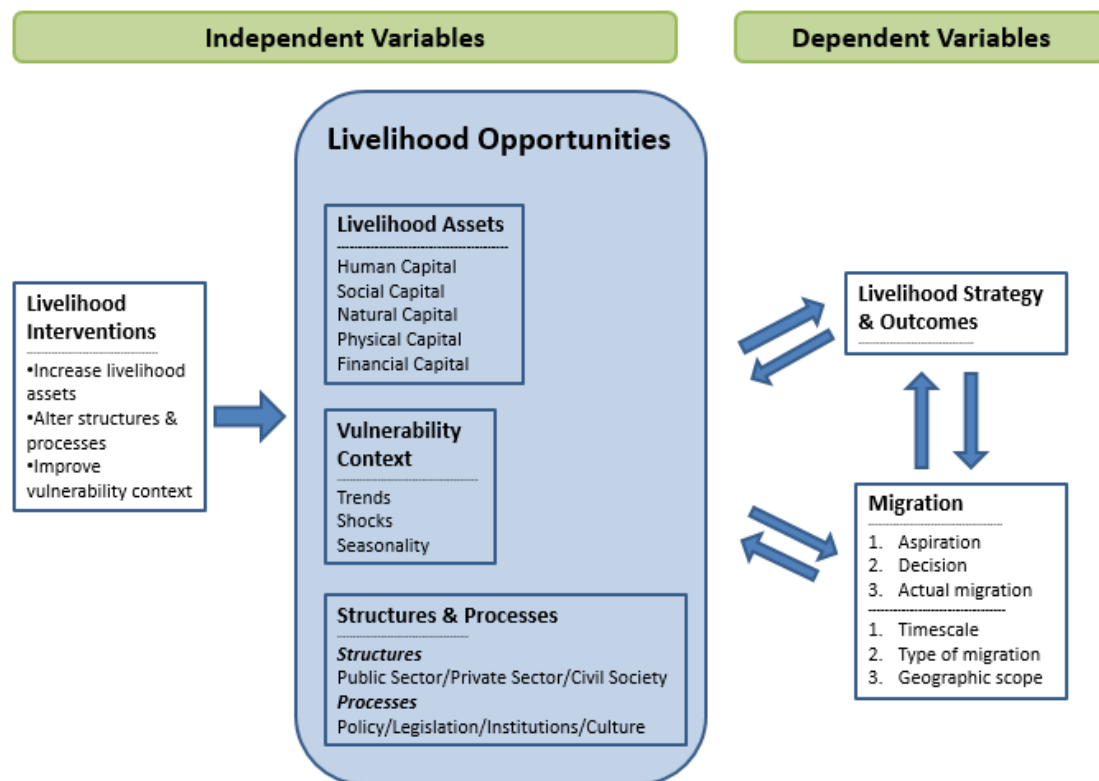 Independent Variables
Dependent Variables
Livelihood Opportunities
Livelihood Interventions
•Increase livelihood
assets
•Alter structures &
processes
•Improve
vulnerability context
Livelihood Assets
Human Capital
Social Capital
Natural Capital
Physical Capital
Financial Capital
Vulnerability
Context
Trends
Shocks
Seasonality
Structures & Processes
Structures
Public Sector/Private Sector/Civil Society
Processes
Policy/Legislation/Institutions/Culture
Livelihood Strategy
& Outcomes
Migration
1. Aspiration
2. Decision
3. Actual migration
1. Timescale
2. Type of migration
3. Geographic scope